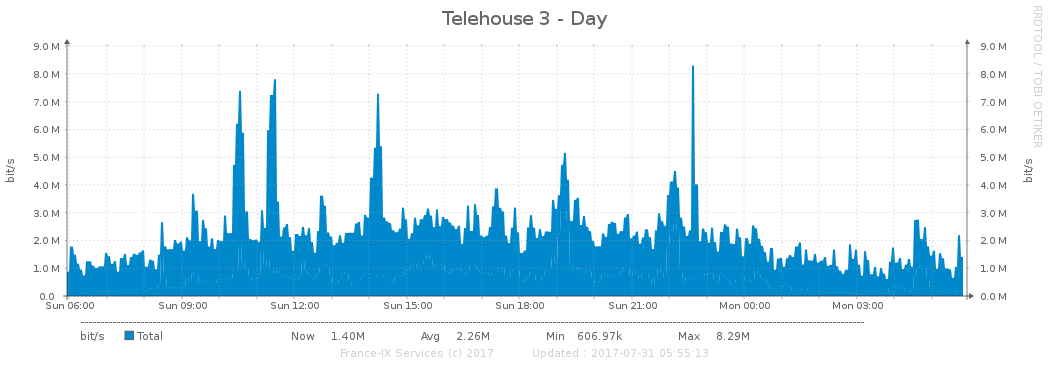 Telehouse 3 - Day
RRDTOOL / TOBI OETIKER
bit/s
9.0 M 9.0 M
8.0 M 8.0 M
7.0 M 7.0 M
6.0 M 6.0 M
5.0 M 5.0 M
4.0 M 4.0 M
3.0 M 3.0 M
2.0 M 2.0 M
1.0 M 1.0 M
0.0 0.0 M
bit/s
Sun 06:00 Sun 09:00 Sun 12:00 Sun 15:00 Sun 18:00 Sun 21:00 Mon 00:00 Mon 03:00
bit/s Total Now 1.40M Avg 2.26M Min 606.97k Max 8.29M
France-IX Services (c) 2017 Updated : 2017-07-31 05:55:13